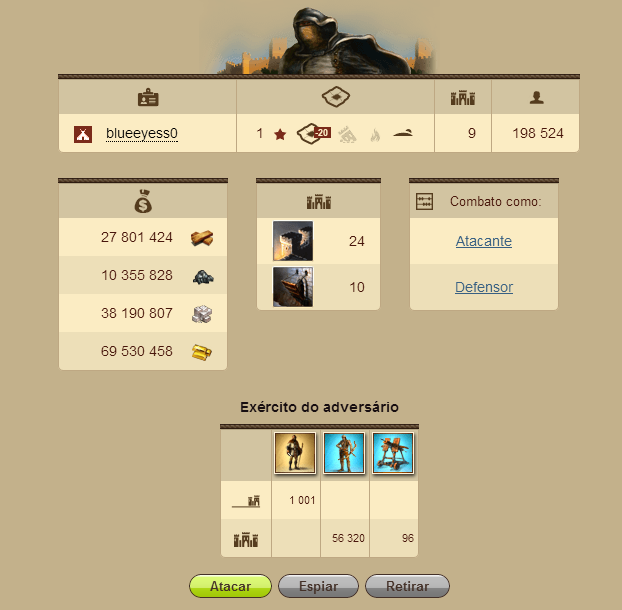 blueeyess0 1 -20 9 198 524
Combato como:
27 801 424 24 Atacante
10 355 828 10 Defensor
38 190 807
69 530 458
Exército do adversário
1 001
56 320 96
Atacar Espiar Retirar